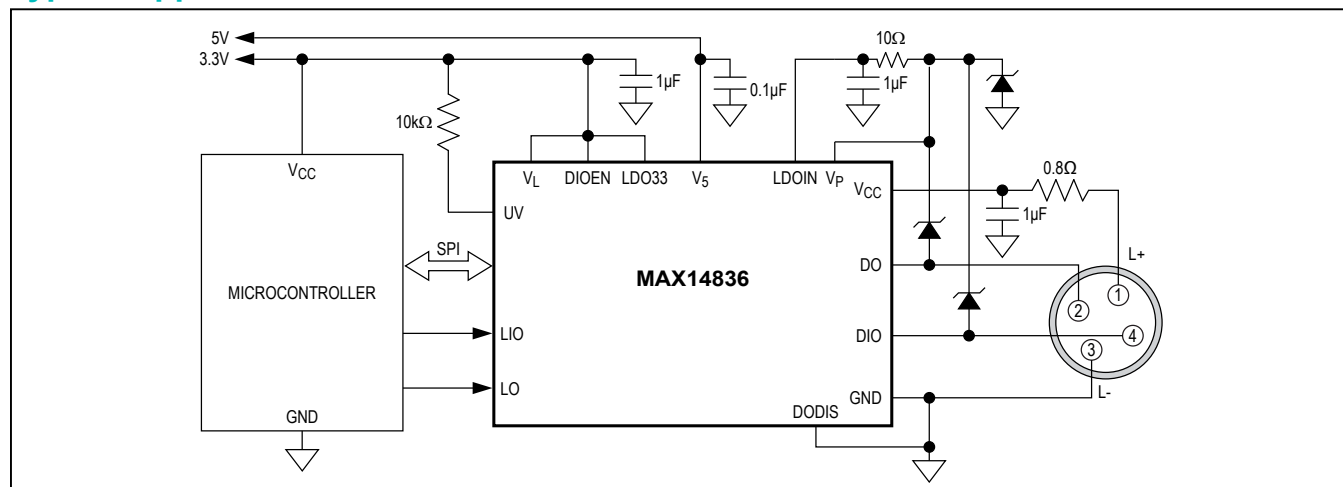 5V
3.3V
10Ω
1µF
0.1µF
1µF
10kΩ
VCC
VL
DIOEN
LDO33
V5
LDOIN
VP
VCC
0.8Ω
1µF
UV
SPI
MAX14836
DO
L+
MICROCONTROLLER
2
1
LIO
DIO
3
4
LO
GND
L-
DODIS
GND